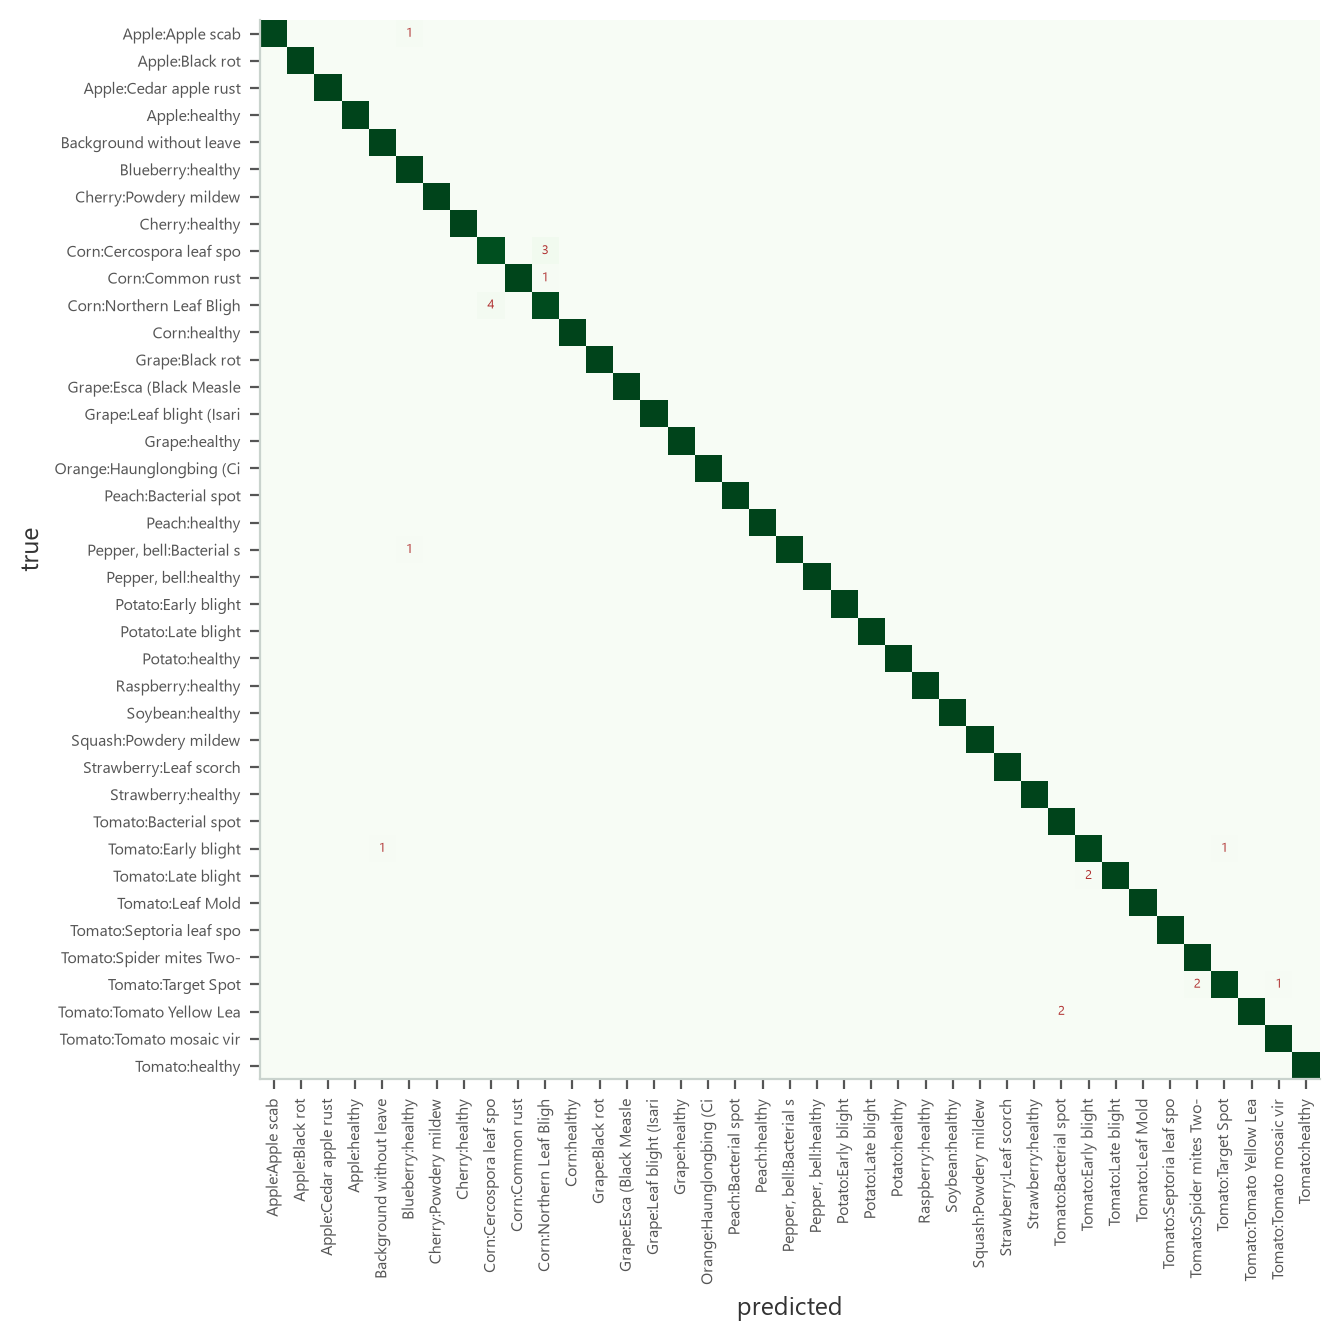 Apple:Apple scab 1
Apple:Black rot
Apple:Cedar apple rust
Apple:healthy
Background without leave
Blueberry:healthy
Cherry:Powdery mildew
Cherry:healthy
Corn:Cercospora leaf spo 3
Corn:Common rust 1
Corn:Northern Leaf Bligh 4
Corn:healthy
Grape:Black rot
Grape:Esca (Black Measle
Grape:Leaf blight (Isari
Grape:healthy
Orange:Haunglongbing (Ci
Peach:Bacterial spot
Peach:healthy
Pepper, bell:Bacterial s 1
Pepper, bell:healthy
Potato:Early blight
Potato:Late blight
Potato:healthy
Raspberry:healthy
Soybean:healthy
Squash:Powdery mildew
Strawberry:Leaf scorch
Strawberry:healthy
Tomato:Bacterial spot
Tomato:Early blight 1 1
Tomato:Late blight 2
Tomato:Leaf Mold
Tomato:Septoria leaf spo
Tomato:Spider mites Two-
Tomato:Target Spot 2 1
Tomato:Tomato Yellow Lea 2
Tomato:Tomato mosaic vir
Tomato:healthy
true
Apple:Apple scab
Apple:Black rot
Apple:Cedar apple rust
Apple:healthy
Background without leave
Blueberry:healthy
Cherry:Powdery mildew
Cherry:healthy
Corn:Cercospora leaf spo
Corn:Common rust
Corn:Northern Leaf Bligh
Corn:healthy
Grape:Black rot
Grape:Esca (Black Measle
Grape:Leaf blight (Isari
Grape:healthy
Orange:Haunglongbing (Ci
Peach:Bacterial spot
Peach:healthy
Pepper, bell:Bacterial s
Pepper, bell:healthy
Potato:Early blight
Potato:Late blight
Potato:healthy
Raspberry:healthy
Soybean:healthy
Squash:Powdery mildew
Strawberry:Leaf scorch
Strawberry:healthy
Tomato:Bacterial spot
Tomato:Early blight
Tomato:Late blight
Tomato:Leaf Mold
Tomato:Septoria leaf spo
Tomato:Spider mites Two-
Tomato:Target Spot
Tomato:Tomato Yellow Lea
Tomato:Tomato mosaic vir
Tomato:healthy
predicted